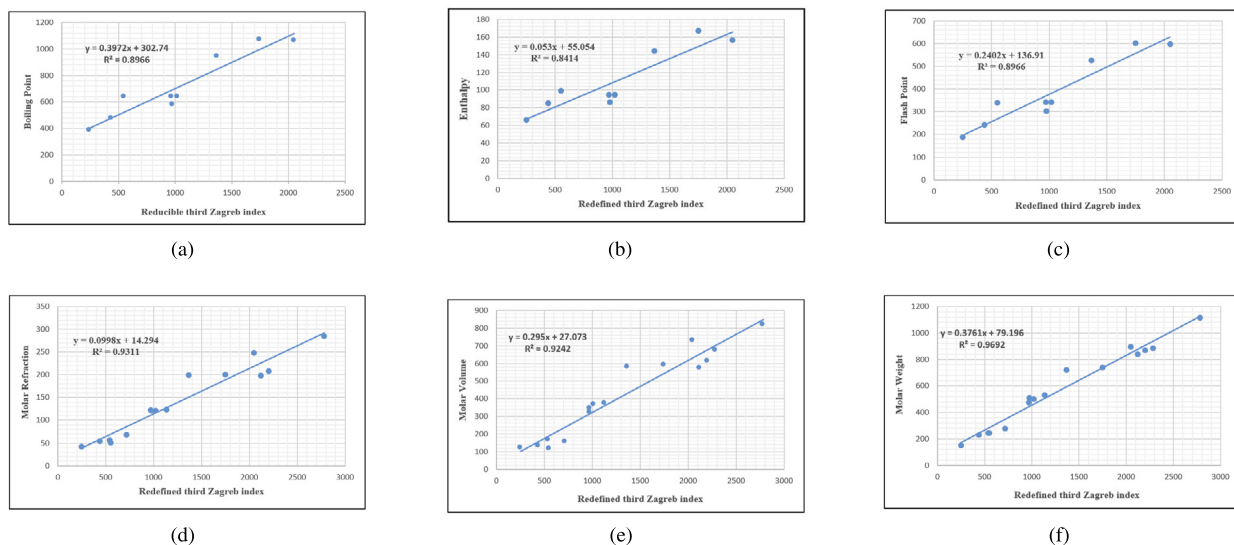 1200
1000
800
600
400
200
0
y = 0.3972x + 302.74
R² = 0.8966
Boiling Point
0 500 1000 1500 2000 2500
Reducible third Zagreb index
(a)
180
160
140
120
100
80
60
40
20
0
y = 0.053x + 55.054
R² = 0.8414
Enthalpy
0 500 1000 1500 2000 2500
Redefined third Zagreb index
(b)
700
600
500
400
300
200
100
0
y = 0.2402x + 136.91
R² = 0.8966
Flash Point
0 500 1000 1500 2000 2500
Redefined third Zagreb index
(c)
350
300
250
200
150
100
50
0
y = 0.0998x + 14.294
R² = 0.9311
Molar Refraction
0 500 1000 1500 2000 2500 3000
Redefined third Zagreb index
(d)
900
800
700
600
500
400
300
200
100
0
y = 0.295x + 27.073
R² = 0.9242
Molar Volume
0 500 1000 1500 2000 2500 3000
Redefined third Zagreb index
(e)
1200
1000
800
600
400
200
0
y = 0.3761x + 79.196
R² = 0.9692
Molar Weight
0 500 1000 1500 2000 2500 3000
Redefined third Zagreb index
(f)